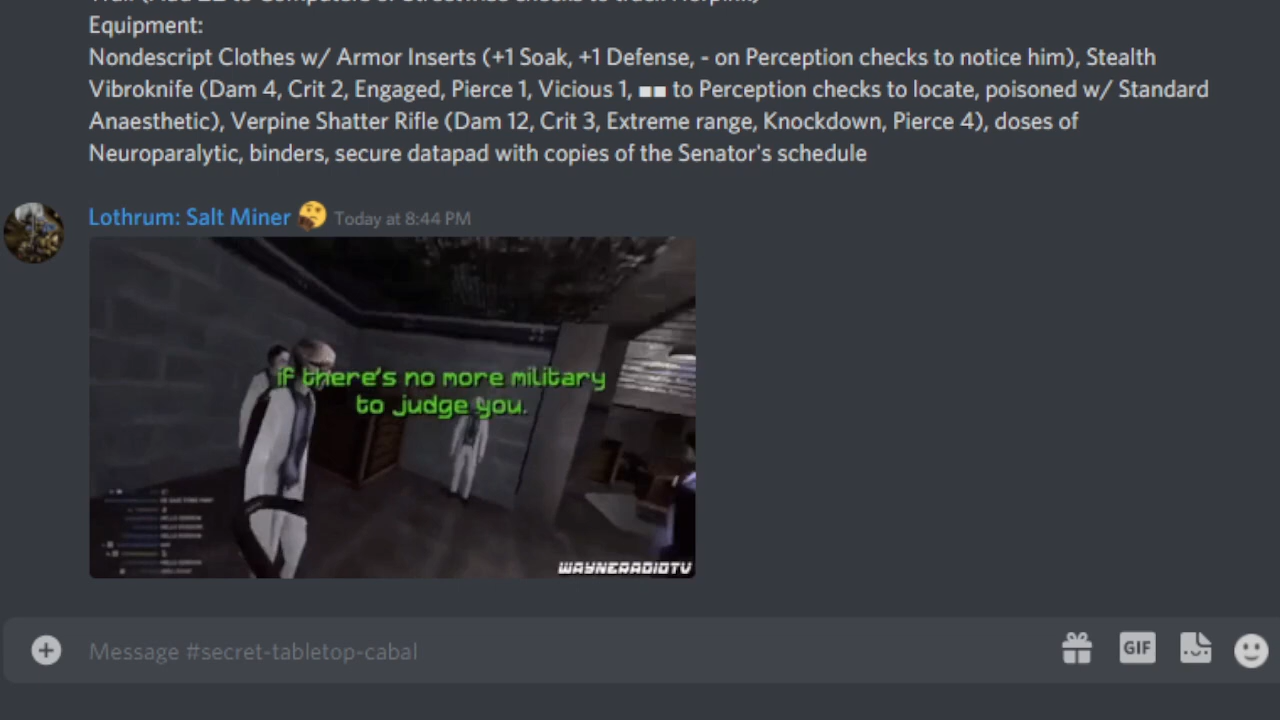 Equipment:
Nondescript Clothes w/ Armor Inserts (+1 Soak, +1 Defense, - on Perception checks to notice him), Stealth
Vibroknife (Dam 4, Crit 2, Engaged, Pierce 1, Vicious 1, ■■ to Perception checks to locate, poisoned w/ Standard
Anaesthetic), Verpine Shatter Rifle (Dam 12, Crit 3, Extreme range, Knockdown, Pierce 4), doses of
Neuroparalytic, binders, secure datapad with copies of the Senator's schedule
Lothrum: Salt Miner 🤔 Today at 8:44 PM
if there's no more military
to judge you.
WAYNERADIOTV
Message #secret-tabletop-cabal
GIF